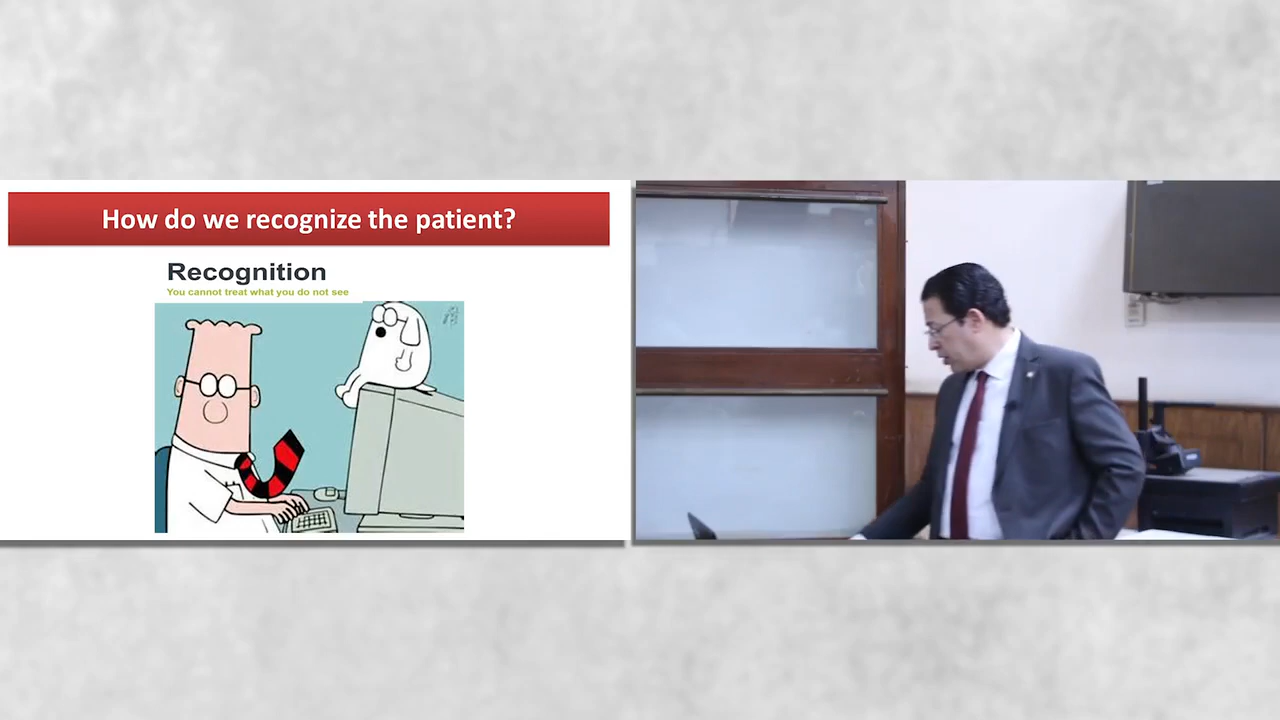 How do we recognize the patient?
Recognition
You cannot treat what you do not see